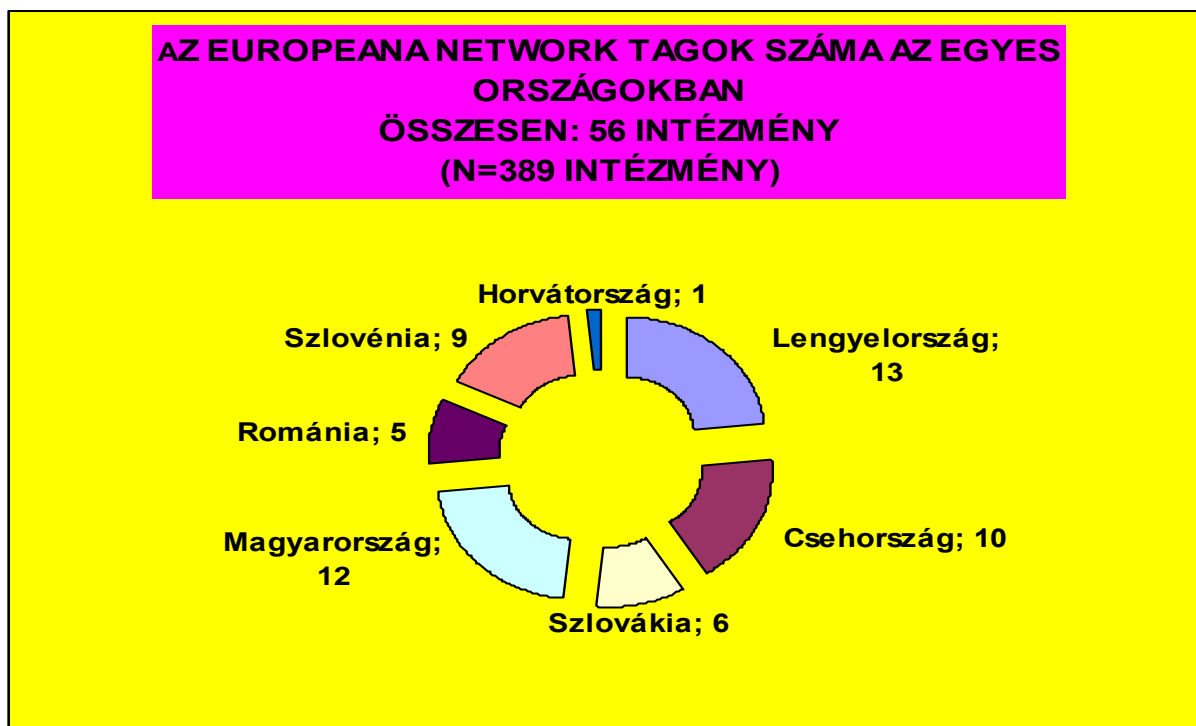 AZ EUROPEANA NETWORK TAGOK SZÁMA AZ EGYES
ORSZÁGOKBAN
ÖSSZESEN: 56 INTÉZMÉNY
(N=389 INTÉZMÉNY)
Horvátország; 1
Szlovénia; 9
Lengyelország;
13
Románia; 5
Magyarország;
12
Csehország; 10
Szlovákia; 6